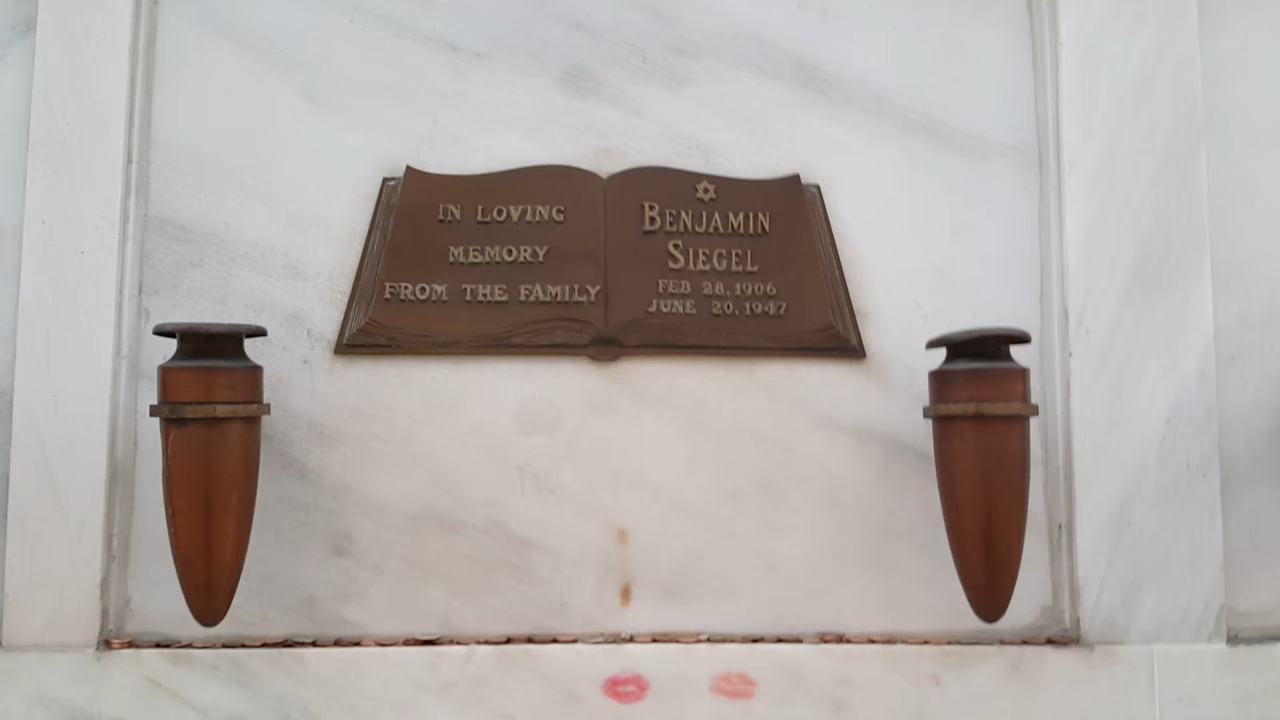 IN LOVING
MEMORY
FROM THE FAMILY
BENJAMIN
SIEGEL
FEB 28, 1906
JUNE 20, 1947